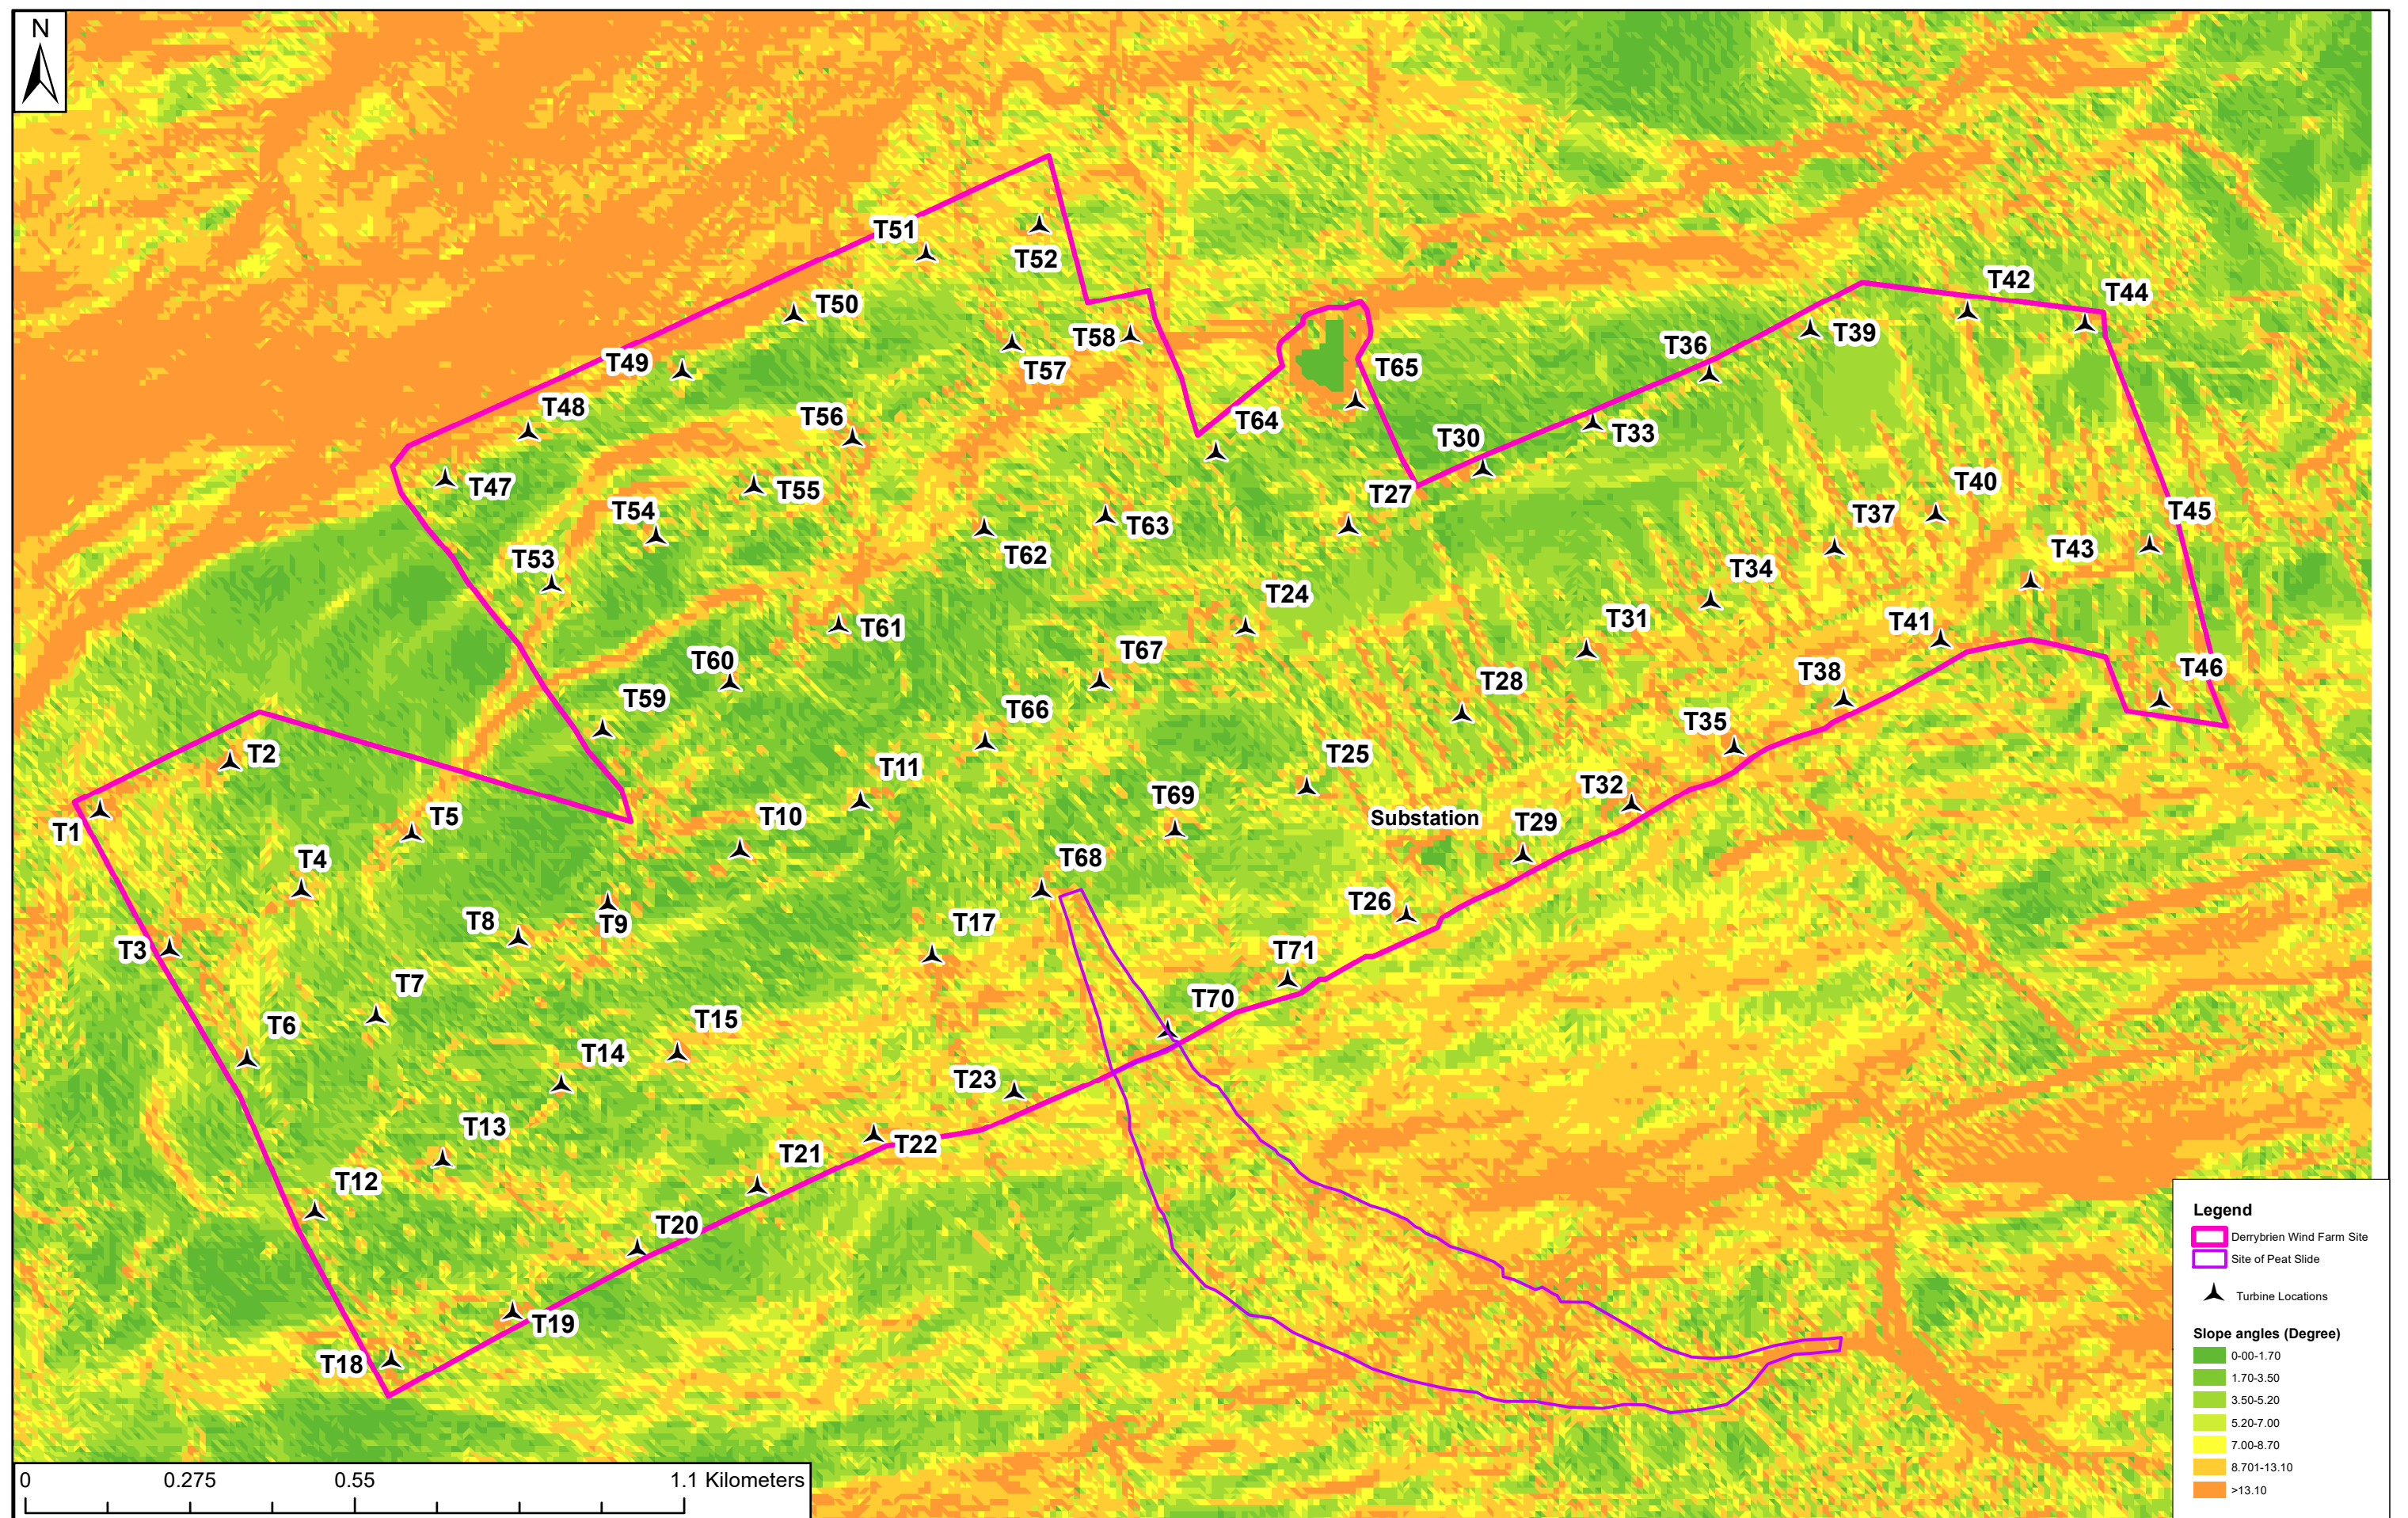 N
T51
T52
T42
T44
T50
T58
T39
T36
T49
T57
T65
T48
T56
T64
T33
T30
T47
T55
T27
T40
T54
T63
T37
T45
T62
T43
T53
T34
T24
T61
T31
T41
T67
T60
T46
T38
T28
T59
T66
T35
T2
T11
T25
T32
T69
T1
T5
T10
Substation
T29
T4
T68
T26
T8
T9
T17
T3
T71
T7
T70
T15
T6
T14
T23
T13
T22
T21
T12
T20
T19
T18
Legend
Derrybrien Wind Farm Site
Site of Peat Slide
Turbine Locations
Slope angles (Degree)
0-00-1.70
1.70-3.50
3.50-5.20
5.20-7.00
7.00-8.70
8.701-13.10
>13.10
0 0.275 0.55 1.1 Kilometers